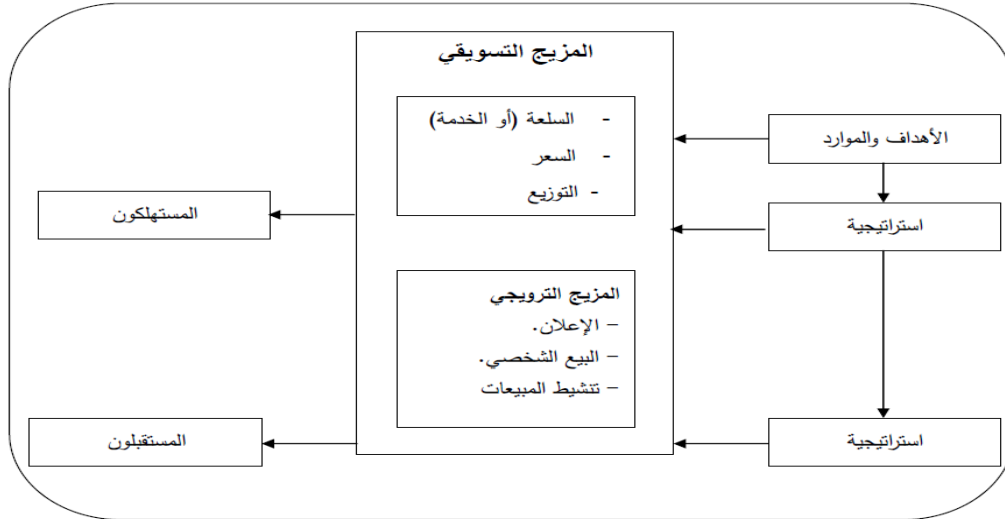 المزيج التسويقي
- السلعة (أو الخدمة)
- السعر
- التوزيع
الأهداف والموارد
استراتيجية
المستهلكون
المزيج الترويجي
– الإعلان.
– البيع الشخصي.
– تتشيط المبيعات
استراتيجية
المستقبلون